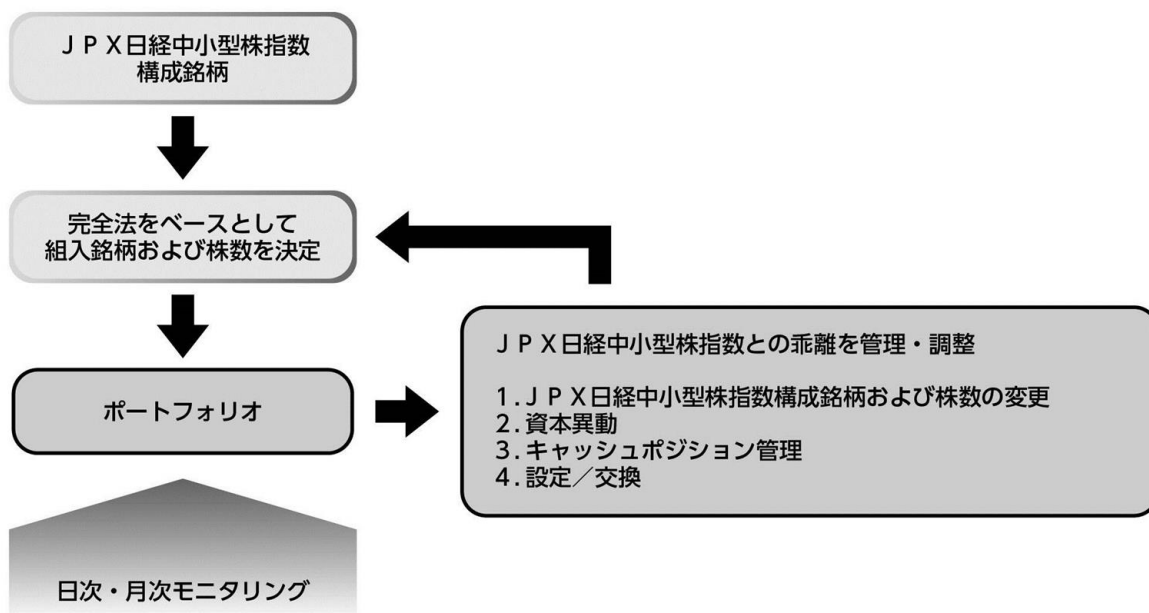 ＪＰＸ日経中小型株指数
構成銘柄
完全法をベースとして
組入銘柄および株数を決定
ポートフォリオ
ＪＰＸ日経中小型株指数との乖離を管理・調整
1.ＪＰＸ日経中小型株指数構成銘柄および株数の変更
2.資本異動
3.キャッシュポジション管理
4.設定／交換
日次・月次モニタリング